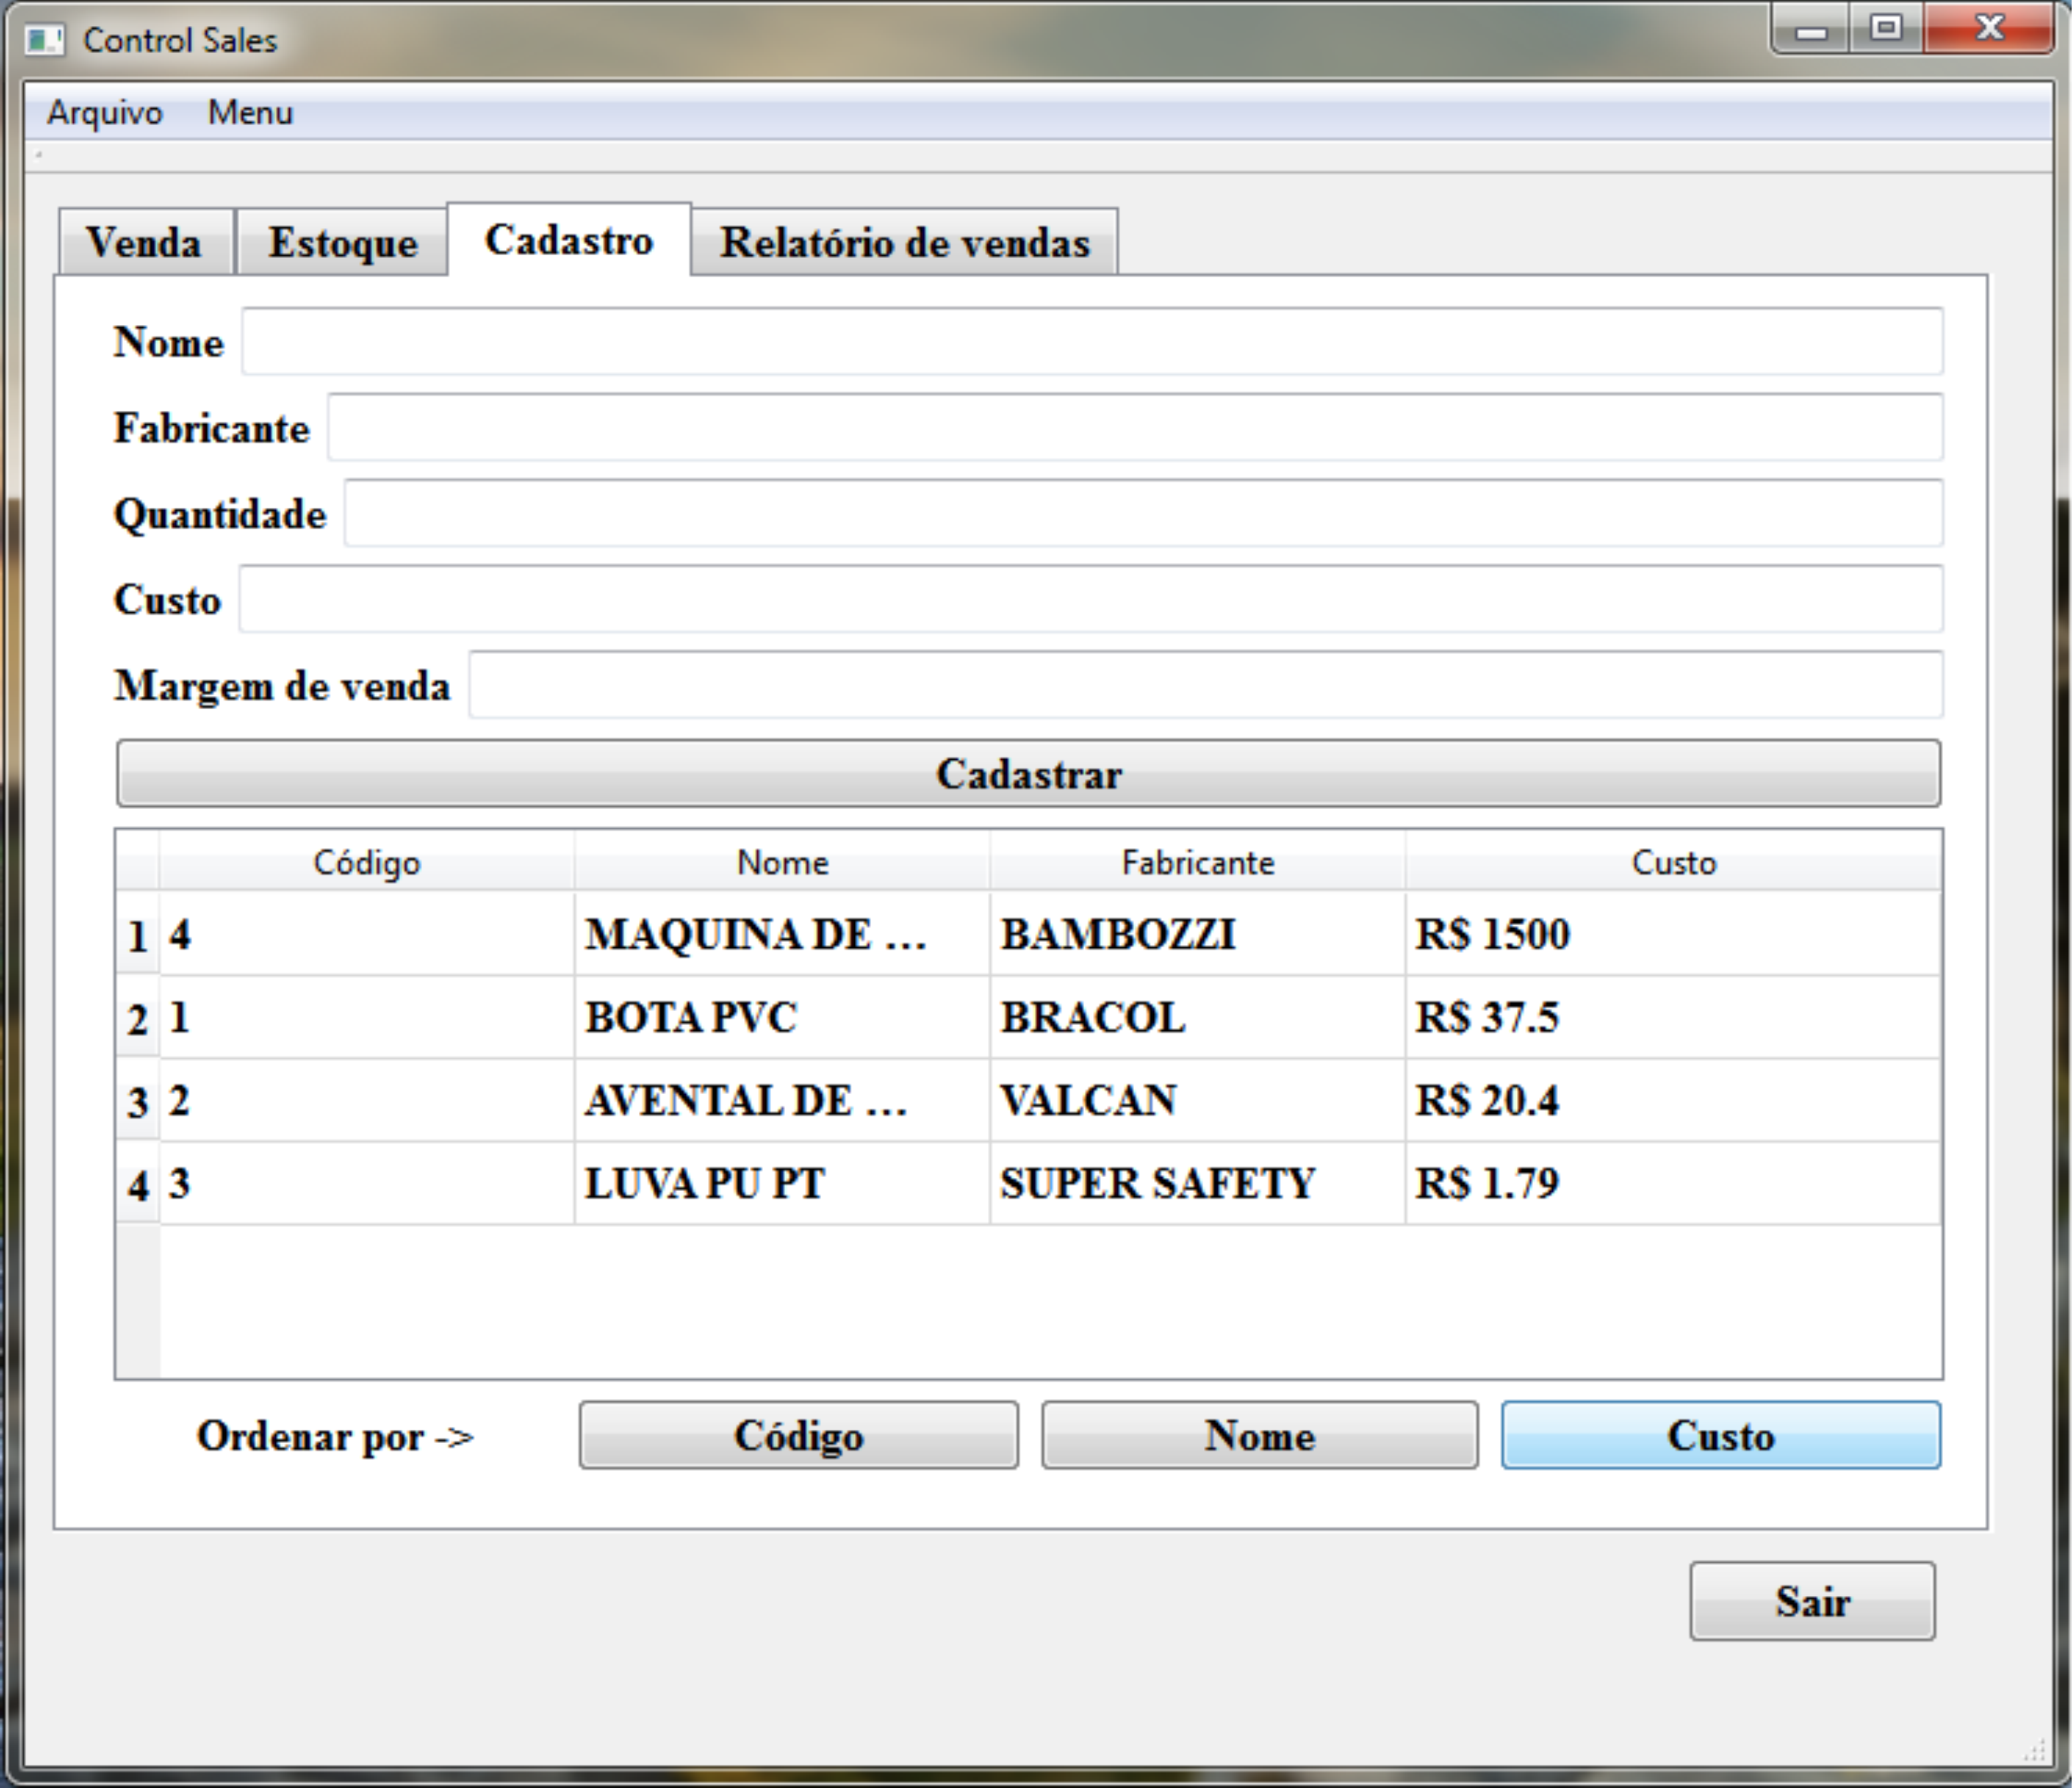 Control Sales
Arquivo Menu
Venda Estoque Cadastro Relatório de vendas
Nome
Fabricante
Quantidade
Custo
Margem de venda
Cadastrar
Código Nome Fabricante Custo
1 4 MAQUINA DE ... BAMBOZZI R$ 1500
2 1 BOTA PVC BRACOL R$ 37.5
3 2 AVENTAL DE ... VALCAN R$ 20.4
4 3 LUVA PU PT SUPER SAFETY R$ 1.79
Ordenar por -> Código Nome Custo
Sair